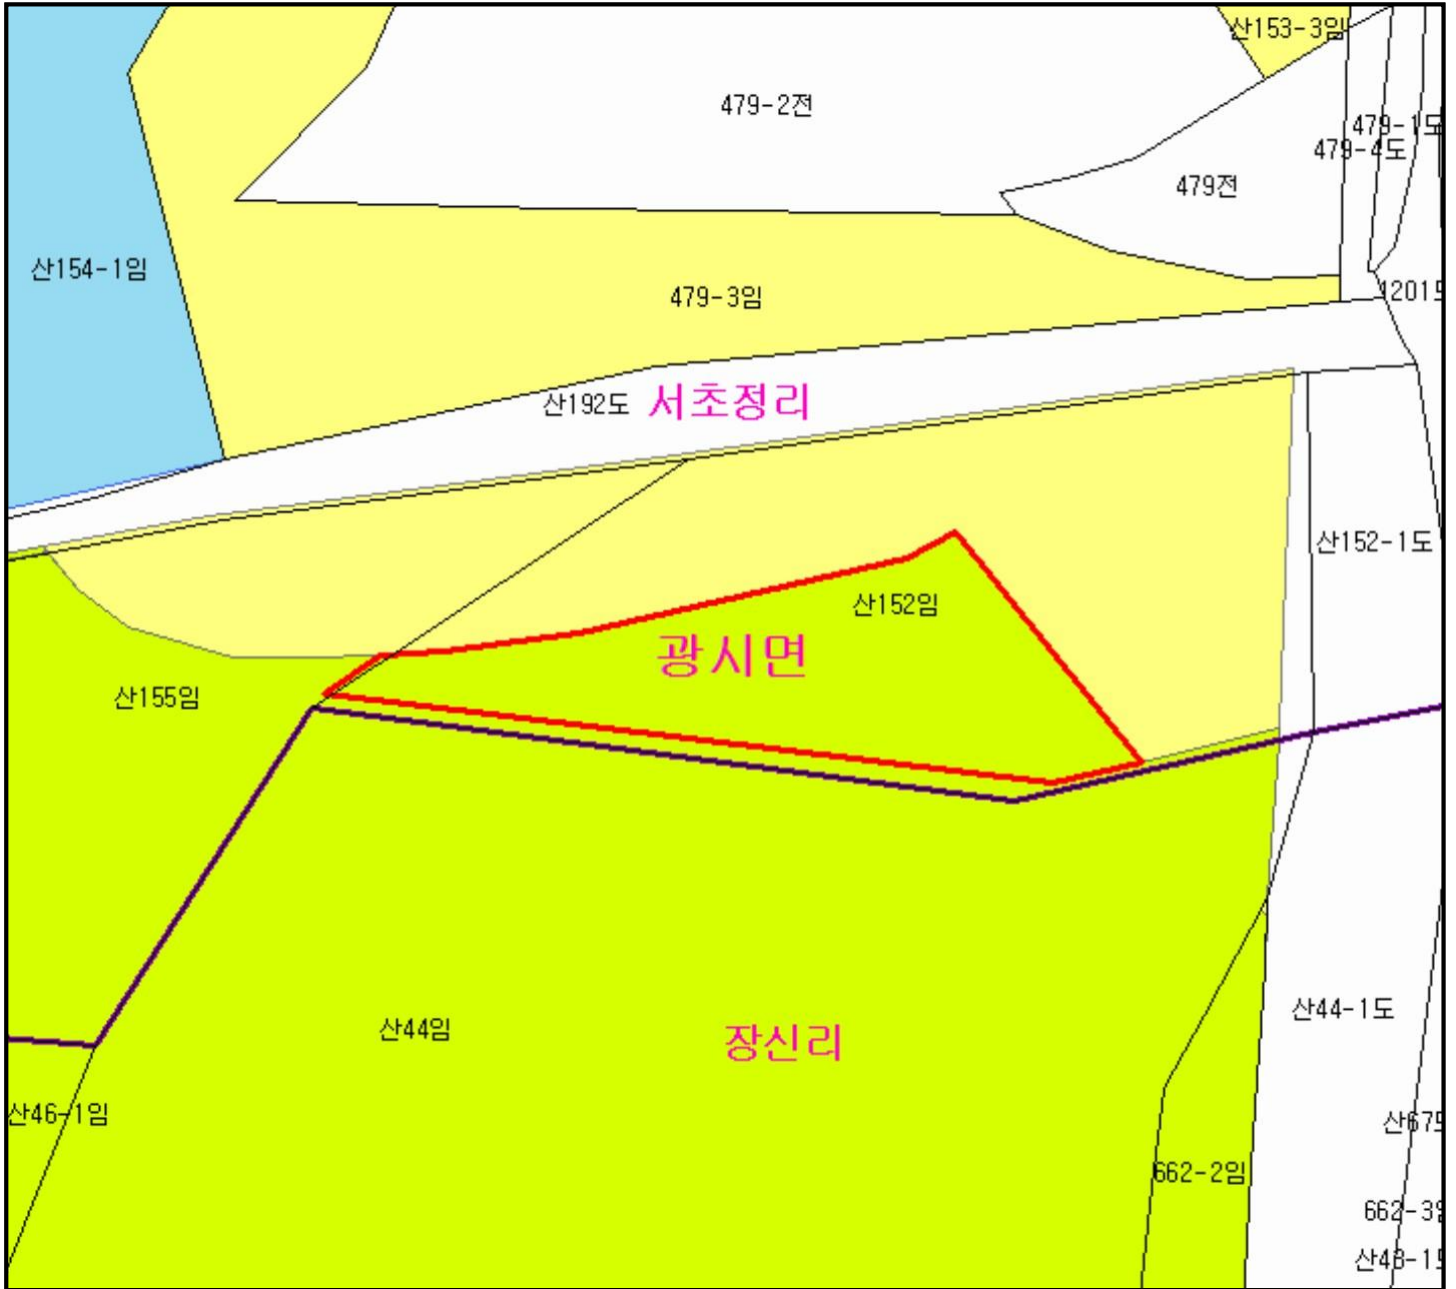 산153-3임
479-2전
479-1도
479-4도
479전
산154-1임
479-3임
산192도
서초정리
산152-1도
산152임
광시면
산155임
산44-1도
산44임
장신리
산46-1임
662-2임